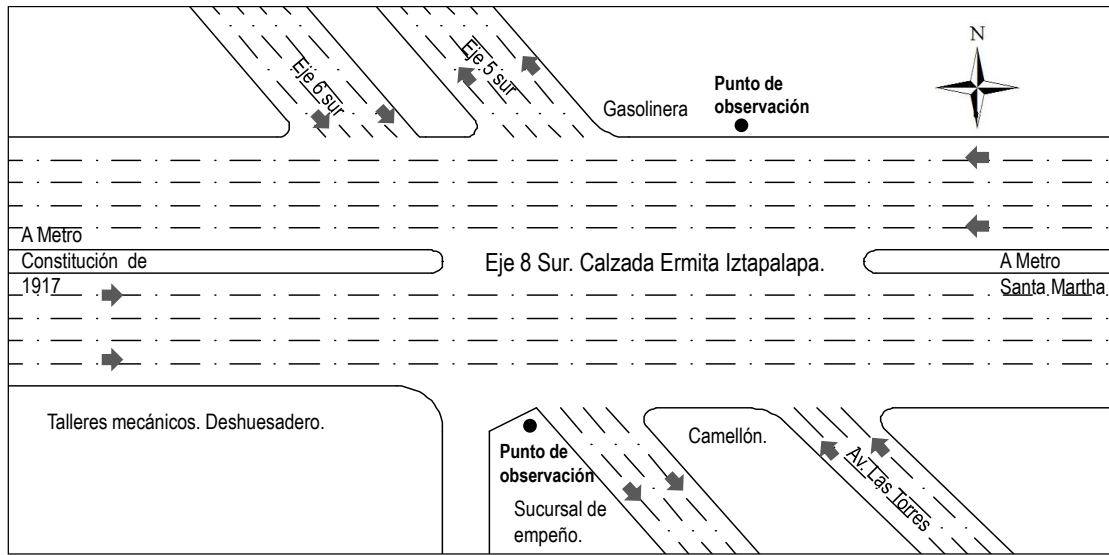 N
Eje 6 sur
Eje 5 sur
Gasolinera
Punto de
observación
A Metro
Constitución de
1917
Eje 8 Sur. Calzada Ermita Iztapalapa.
A Metro
Santa Martha
Talleres mecánicos. Deshuesadero.
Punto de
observación
Sucursal de
empeño.
Camellón.
Av. Las Torres